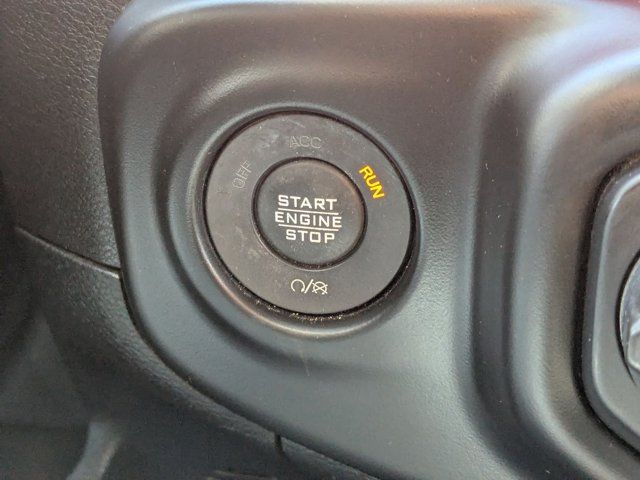 OFF
ACC
RUN
START
ENGINE
STOP